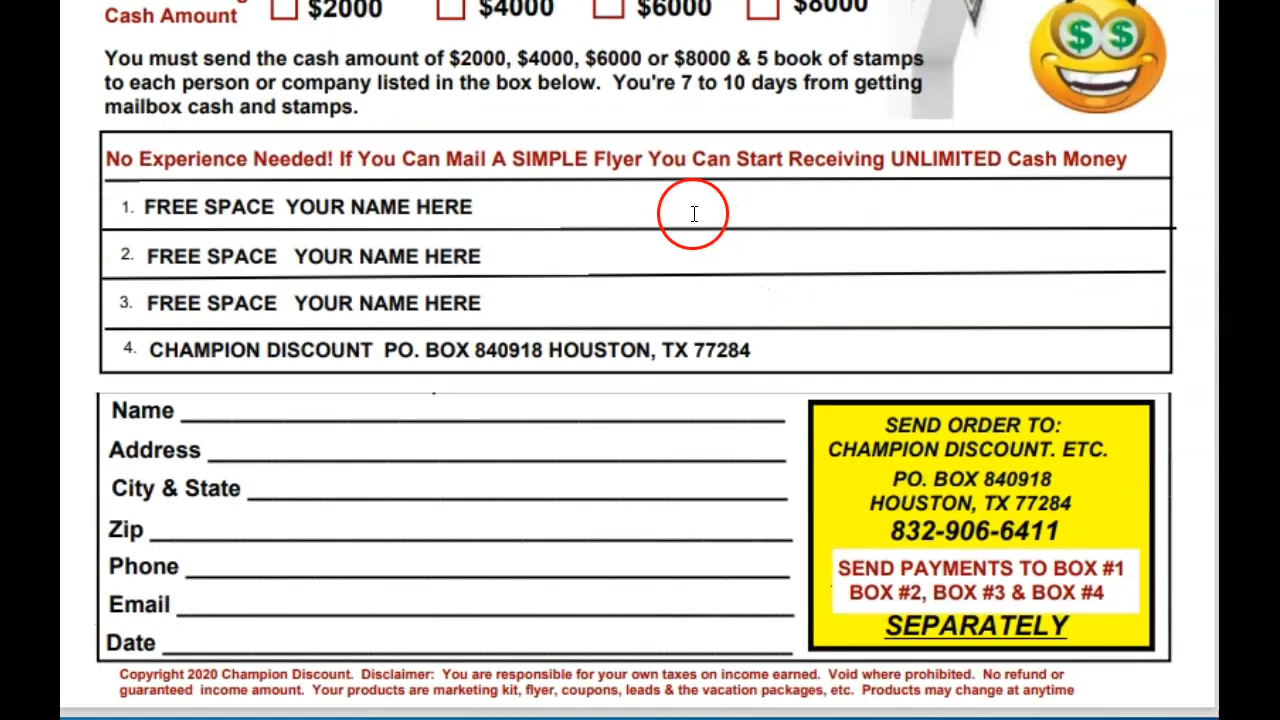 Cash Amount $2000 $4000 $6000 $8000
You must send the cash amount of $2000, $4000, $6000 or $8000 & 5 book of stamps
to each person or company listed in the box below. You're 7 to 10 days from getting
mailbox cash and stamps.
No Experience Needed! If You Can Mail A SIMPLE Flyer You Can Start Receiving UNLIMITED Cash Money
1. FREE SPACE YOUR NAME HERE
2. FREE SPACE YOUR NAME HERE
3. FREE SPACE YOUR NAME HERE
4. CHAMPION DISCOUNT PO. BOX 840918 HOUSTON, TX 77284
Name
Address
City & State
Zip
Phone
Email
Date
SEND ORDER TO:
CHAMPION DISCOUNT. ETC.
PO. BOX 840918
HOUSTON, TX 77284
832-906-6411
SEND PAYMENTS TO BOX #1
BOX #2, BOX #3 & BOX #4
SEPARATELY
Copyright 2020 Champion Discount. Disclaimer: You are responsible for your own taxes on income earned. Void where prohibited. No refund or
guaranteed income amount. Your products are marketing kit, flyer, coupons, leads & the vacation packages, etc. Products may change at anytime